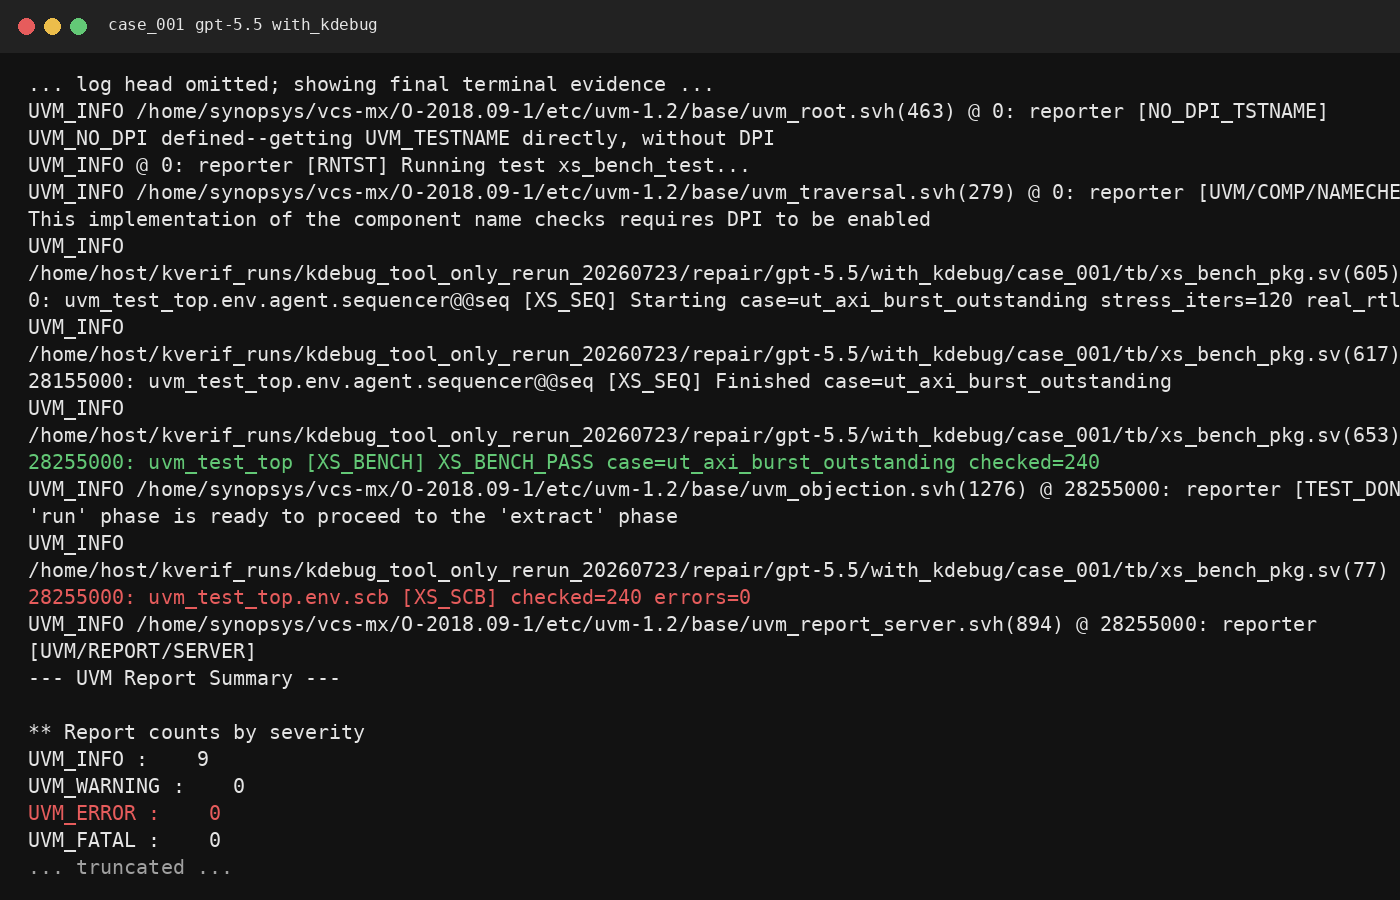 case_001 gpt-5.5 with_kdebug
... log head omitted; showing final terminal evidence ...
UVM_INFO /home/synopsys/vcs-mx/O-2018.09-1/etc/uvm-1.2/base/uvm_root.svh(463) @ 0: reporter [NO_DPI_TSTNAME]
UVM_NO_DPI defined--getting UVM_TESTNAME directly, without DPI
UVM_INFO @ 0: reporter [RNTST] Running test xs_bench_test...
UVM_INFO /home/synopsys/vcs-mx/O-2018.09-1/etc/uvm-1.2/base/uvm_traversal.svh(279) @ 0: reporter [UVM/COMP/NAMECHE
This implementation of the component name checks requires DPI to be enabled
UVM_INFO
/home/host/kverif_runs/kdebug_tool_only_rerun_20260723/repair/gpt-5.5/with_kdebug/case_001/tb/xs_bench_pkg.sv(605)
0: uvm_test_top.env.agent.sequencer@@seq [XS_SEQ] Starting case=ut_axi_burst_outstanding stress_iters=120 real_rtl
UVM_INFO
/home/host/kverif_runs/kdebug_tool_only_rerun_20260723/repair/gpt-5.5/with_kdebug/case_001/tb/xs_bench_pkg.sv(617)
28155000: uvm_test_top.env.agent.sequencer@@seq [XS_SEQ] Finished case=ut_axi_burst_outstanding
UVM_INFO
/home/host/kverif_runs/kdebug_tool_only_rerun_20260723/repair/gpt-5.5/with_kdebug/case_001/tb/xs_bench_pkg.sv(653)
28255000: uvm_test_top [XS_BENCH] XS_BENCH_PASS case=ut_axi_burst_outstanding checked=240
UVM_INFO /home/synopsys/vcs-mx/O-2018.09-1/etc/uvm-1.2/base/uvm_objection.svh(1276) @ 28255000: reporter [TEST_DON
'run' phase is ready to proceed to the 'extract' phase
UVM_INFO
/home/host/kverif_runs/kdebug_tool_only_rerun_20260723/repair/gpt-5.5/with_kdebug/case_001/tb/xs_bench_pkg.sv(77)
28255000: uvm_test_top.env.scb [XS_SCB] checked=240 errors=0
UVM_INFO /home/synopsys/vcs-mx/O-2018.09-1/etc/uvm-1.2/base/uvm_report_server.svh(894) @ 28255000: reporter
[UVM/REPORT/SERVER]
--- UVM Report Summary ---
** Report counts by severity
UVM_INFO :    9
UVM_WARNING :    0
UVM_ERROR :    0
UVM_FATAL :    0
... truncated ...